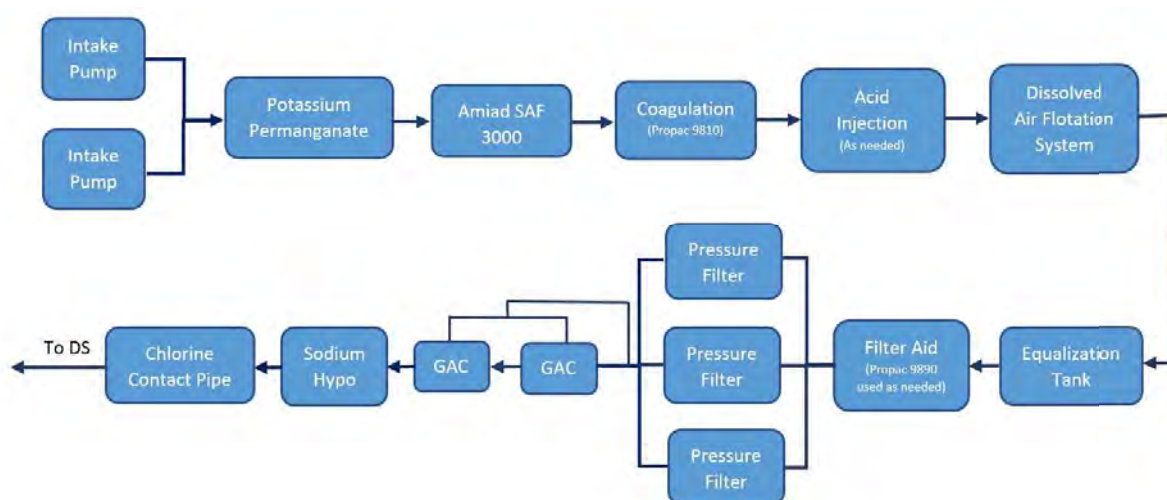 Intake
Pump
Intake
Pump
Potassium
Permanganate
Amiad SAF
3000
Coagulation
(Propac 9810)
Acid
Injection
(As needed)
Dissolved
Air Flotation
System
To DS
Chlorine
Contact Pipe
Sodium
Hypo
GAC
GAC
Pressure
Filter
Pressure
Filter
Pressure
Filter
Filter Aid
(Propac 9890
used as needed)
Equalization
Tank